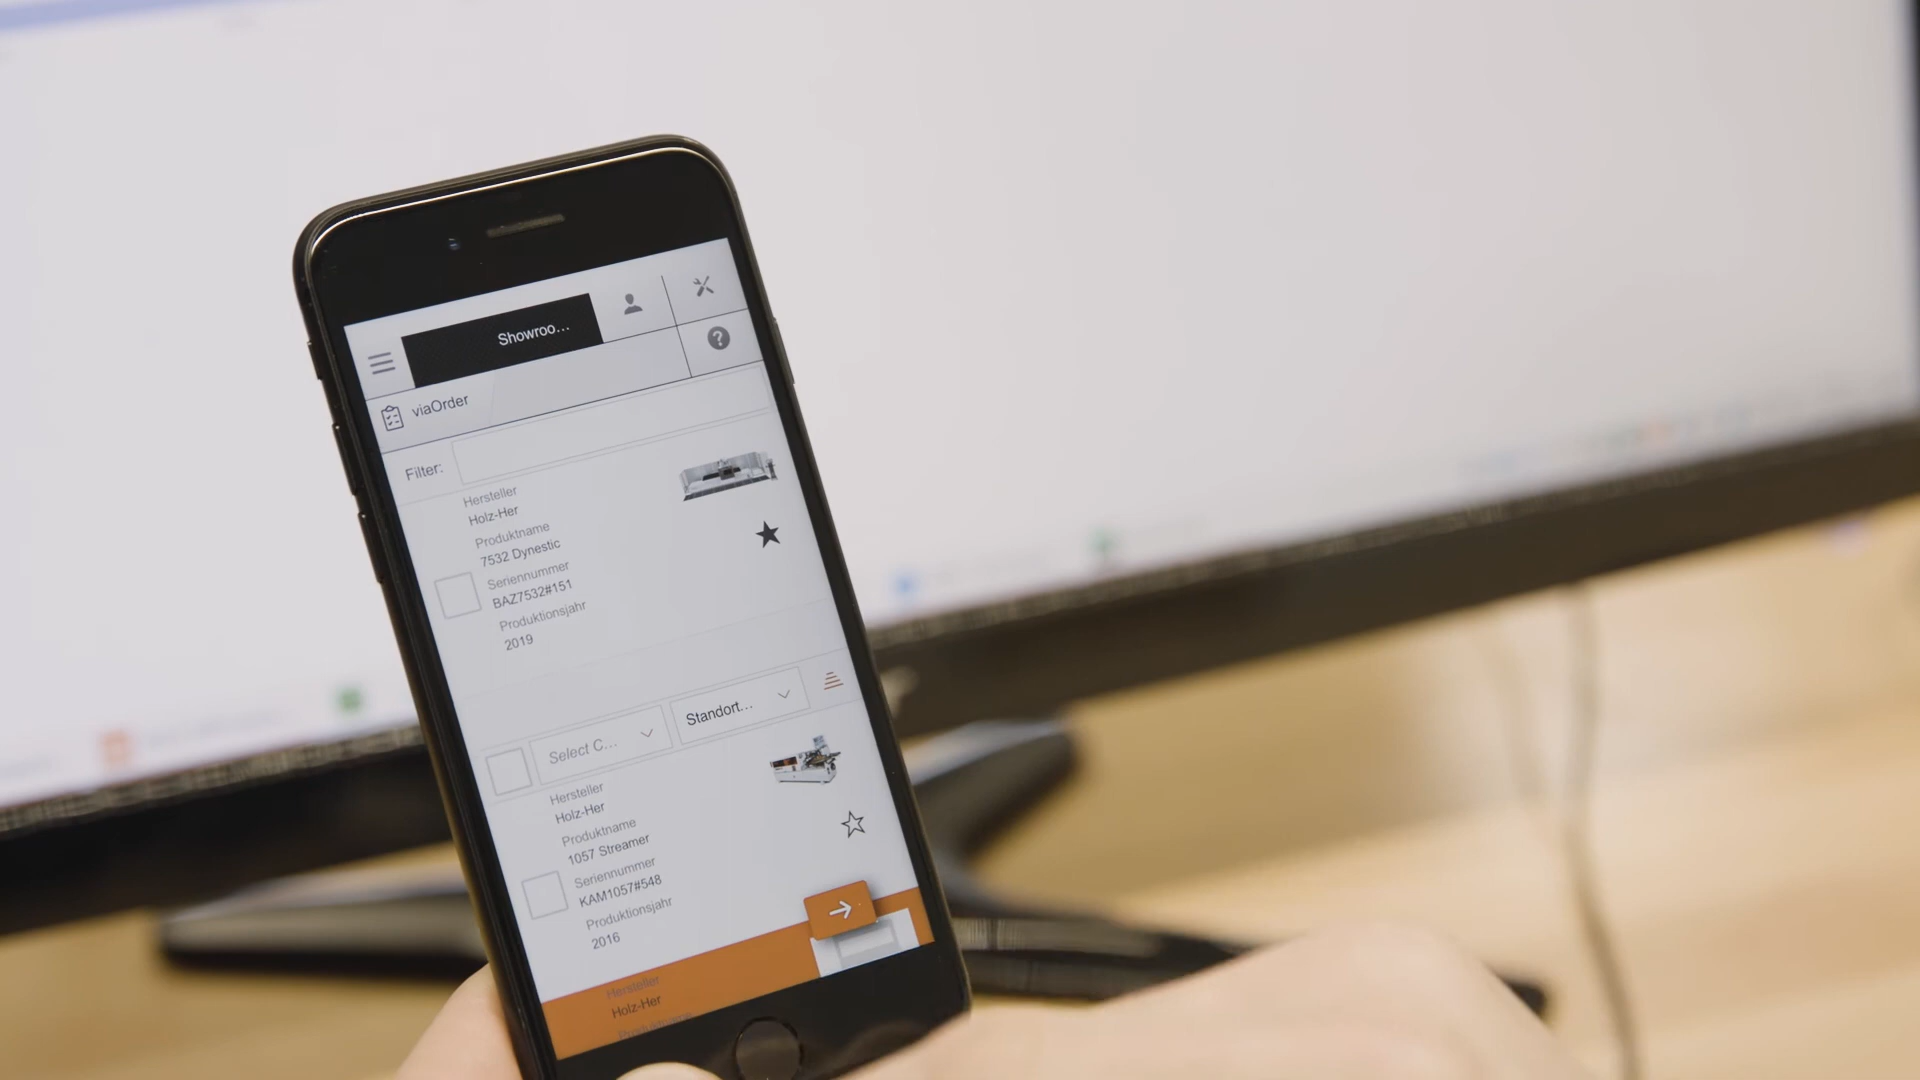 Showroo...
viaOrder
Filter:
Hersteller
Holz-Her
Produktname
7532 Dynestic
Seriennummer
BAZ7532#151
Produktionsjahr
2019
Select C...
Standort...
Hersteller
Holz-Her
Produktname
1057 Streamer
Seriennummer
KAM1057#548
Produktionsjahr
2016
Hersteller
Holz-Her
Produktname